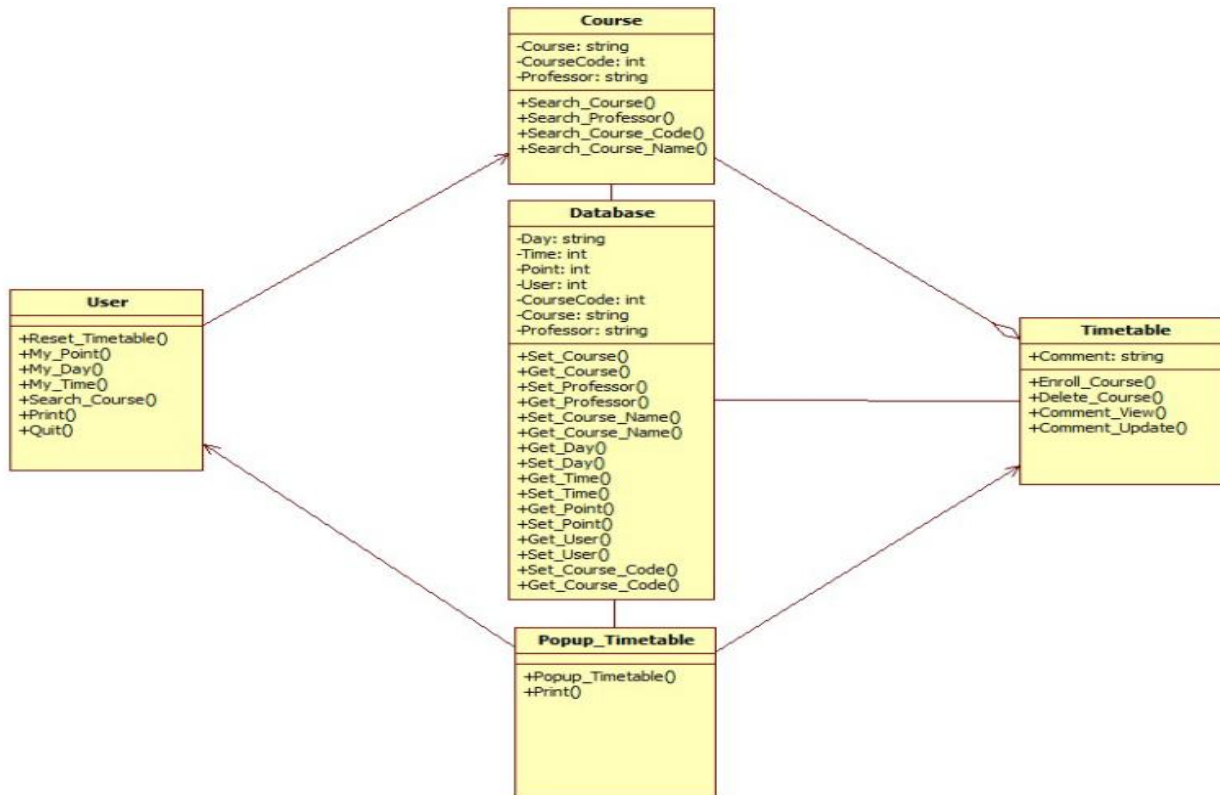 Course
-Course: string
-CourseCode: int
-Professor: string
+Search_Course()
+Search_Professor()
+Search_Course_Code()
+Search_Course_Name()
Database
-Day: string
-Time: int
-Point: int
-User: int
-CourseCode: int
-Course: string
-Professor: string
+Set_Course()
+Get_Course()
+Set_Professor()
+Get_Professor()
+Set_Course_Name()
+Get_Course_Name()
+Get_Day()
+Set_Day()
+Get_Time()
+Set_Time()
+Get_Point()
+Set_Point()
+Get_User()
+Set_User()
+Set_Course_Code()
+Get_Course_Code()
User
+Reset_Timetable()
+My_Point()
+My_Day()
+My_Time()
+Search_Course()
+Print()
+Quit()
Timetable
+Comment: string
+Enroll_Course()
+Delete_Course()
+Comment_View()
+Comment_Update()
Popup_Timetable
+Popup_Timetable()
+Print()